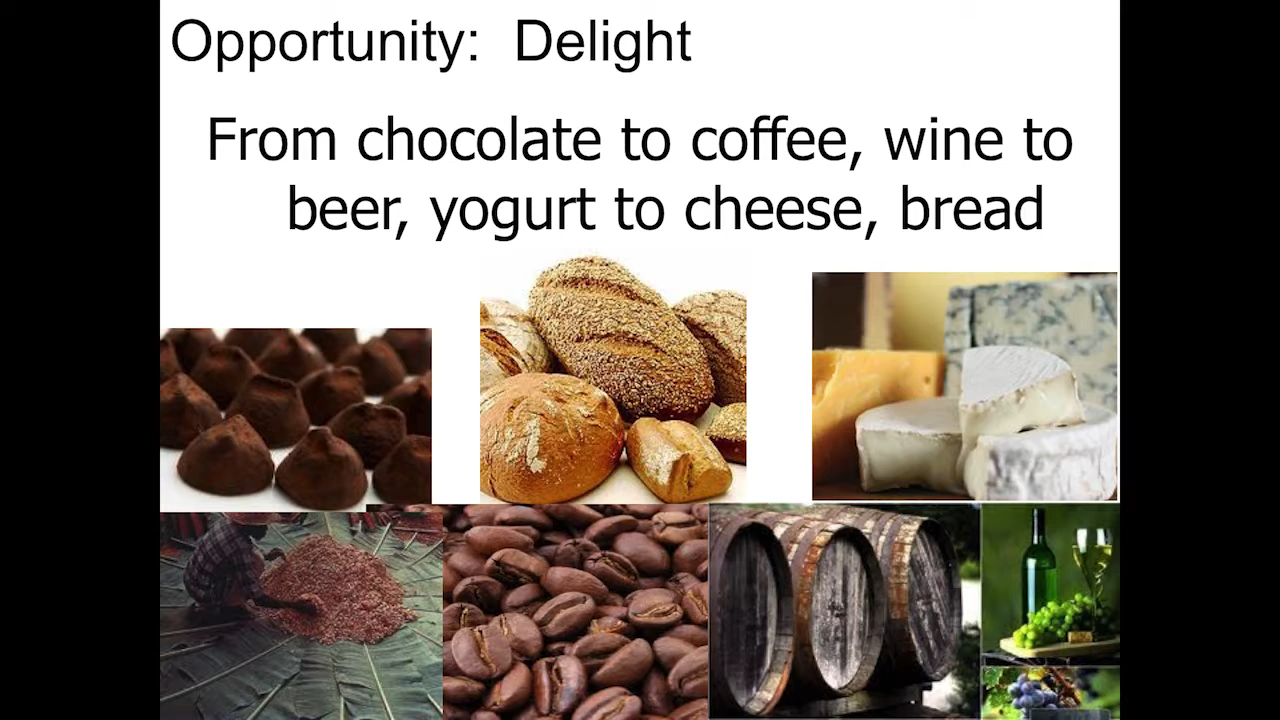 Opportunity:  Delight
From chocolate to coffee, wine to
beer, yogurt to cheese, bread